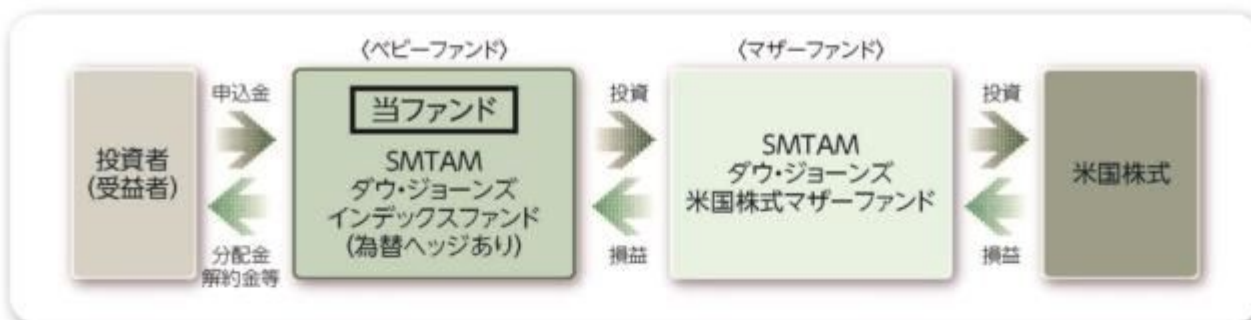 〈ベビーファンド〉
〈マザーファンド〉
投資者
(受益者)
申込金
分配金
解約金等
当ファンド
SMTAM
ダウ・ジョーンズ
インデックスファンド
(為替ヘッジあり)
投資
損益
SMTAM
ダウ・ジョーンズ
米国株式マザーファンド
投資
損益
米国株式